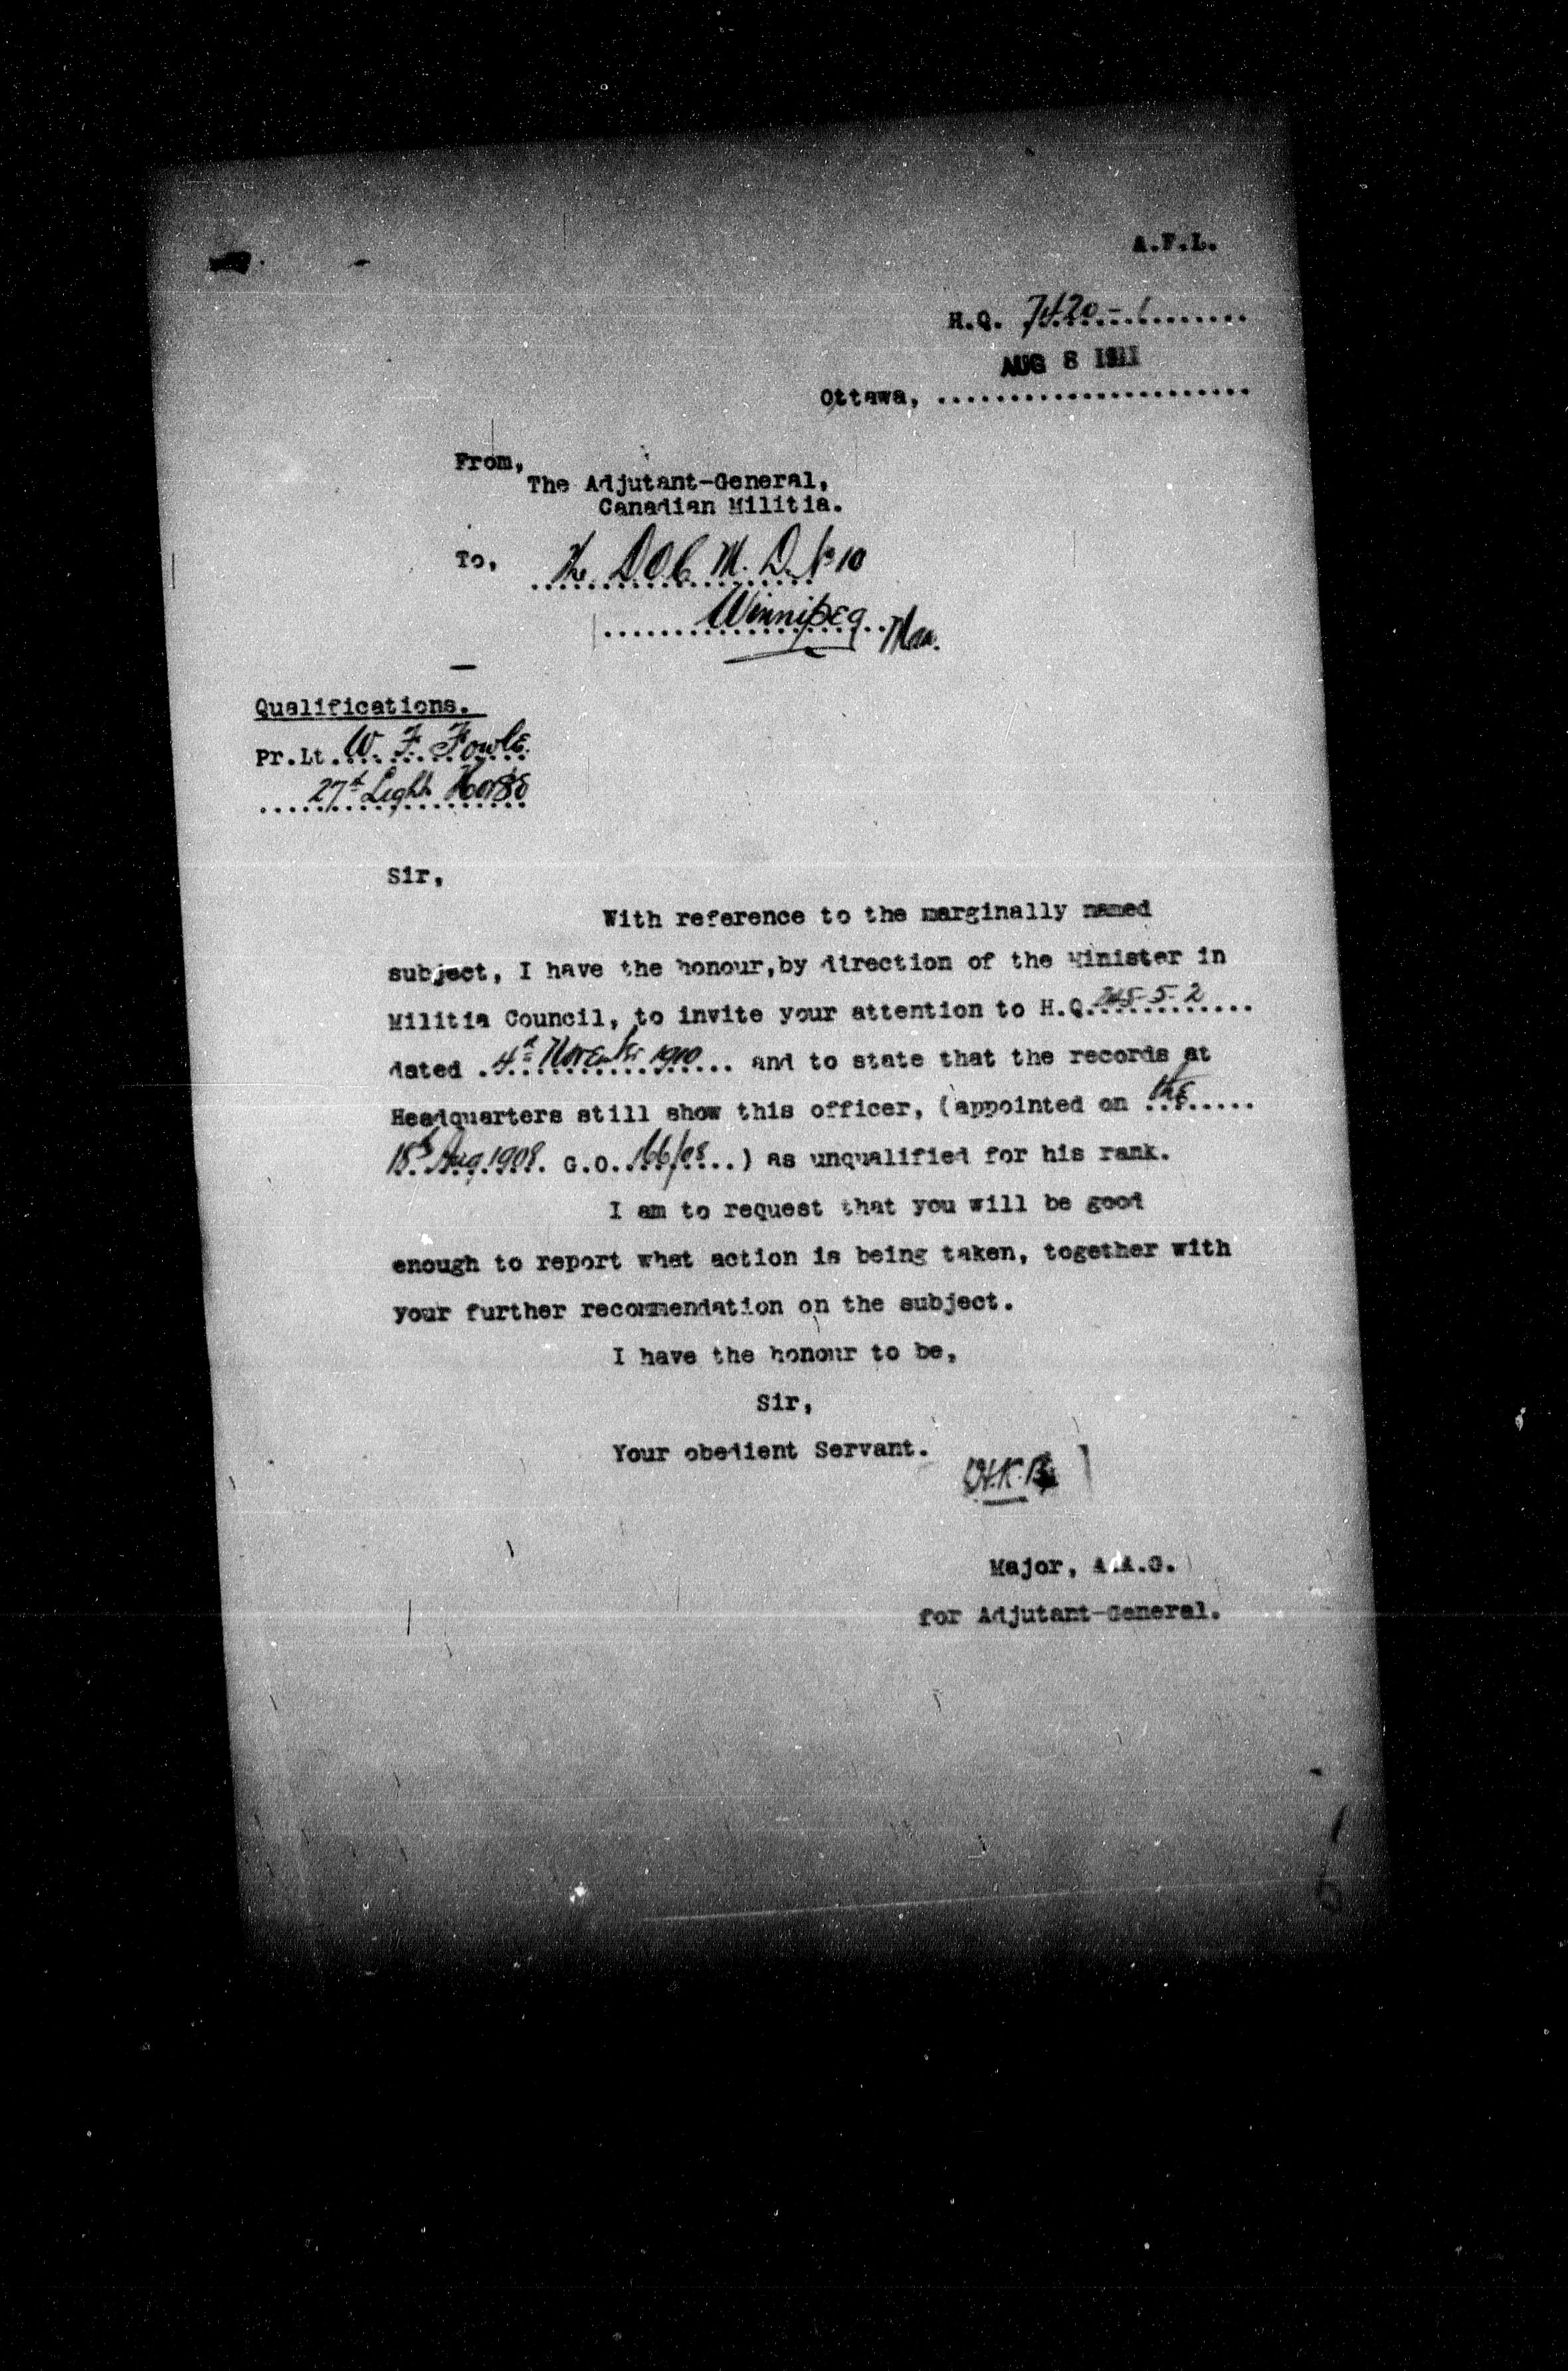 A.F.L.
H.Q. 7420-1
AUG 8 1911
Ottawa, ......................
From,
The Adjutant-General,
Canadian Militia.
To,
The D.O.C. M.D. No 10
Winnipeg Man.
Qualifications.
Pr.Lt. W. F. Fowle
27th Light Horse
Sir,
With reference to the marginally named
subject, I have the honour, by direction of the Minister in
Militia Council, to invite your attention to H.Q.
dated 4th November 1910 and to state that the records at
Headquarters still show this officer, (appointed on the
18th Aug. 1908. G.O. 166/08 ) as unqualified for his rank.
I am to request that you will be good
enough to report what action is being taken, together with
your further recommendation on the subject.
I have the honour to be,
Sir,
Your obedient Servant.
Major, A.A.G.
for Adjutant-General.